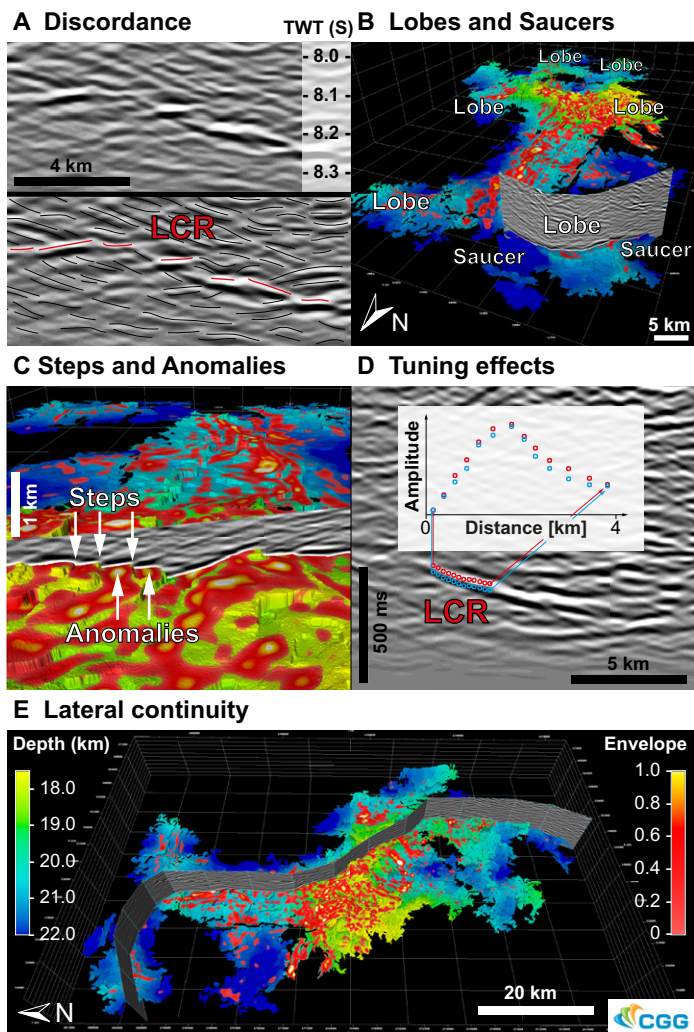 A Discordance
TWT (S)
8.0
8.1
8.2
8.3
4 km
LCR
B Lobes and Saucers
Lobe
Lobe
Lobe
Lobe
Lobe
Lobe
Saucer
Saucer
N
5 km
C Steps and Anomalies
1 km
Steps
Anomalies
D Tuning effects
Amplitude
0
Distance [km]
4
LCR
500 ms
5 km
E Lateral continuity
Depth (km)
18.0
19.0
20.0
21.0
22.0
Envelope
1.0
0.8
0.6
0.4
0.2
0
N
20 km
CGG